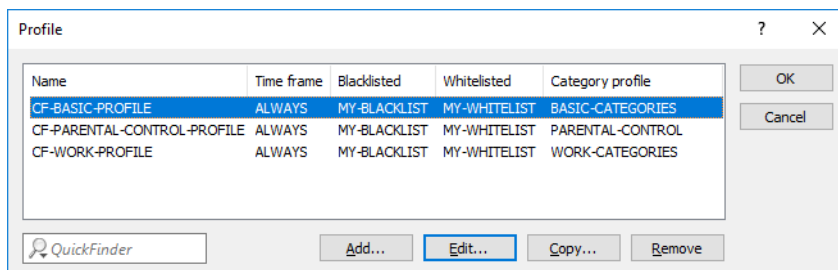 Profile
? X
Name Time frame Blacklisted Whitelisted Category profile
CF-BASIC-PROFILE ALWAYS MY-BLACKLIST MY-WHITELIST BASIC-CATEGORIES
CF-PARENTAL-CONTROL-PROFILE ALWAYS MY-BLACKLIST MY-WHITELIST PARENTAL-CONTROL
CF-WORK-PROFILE ALWAYS MY-BLACKLIST MY-WHITELIST WORK-CATEGORIES
OK
Cancel
QuickFinder Add... Edit... Copy... Remove